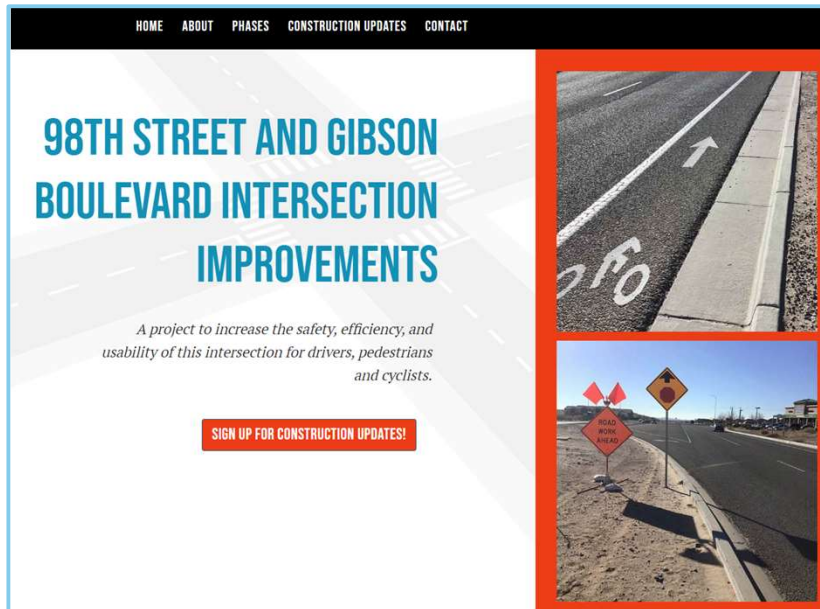 HOME ABOUT PHASES CONSTRUCTION UPDATES CONTACT
98TH STREET AND GIBSON
BOULEVARD INTERSECTION
IMPROVEMENTS
A project to increase the safety, efficiency, and
usability of this intersection for drivers, pedestrians
and cyclists.
SIGN UP FOR CONSTRUCTION UPDATES!
ROAD
WORK
AHEAD